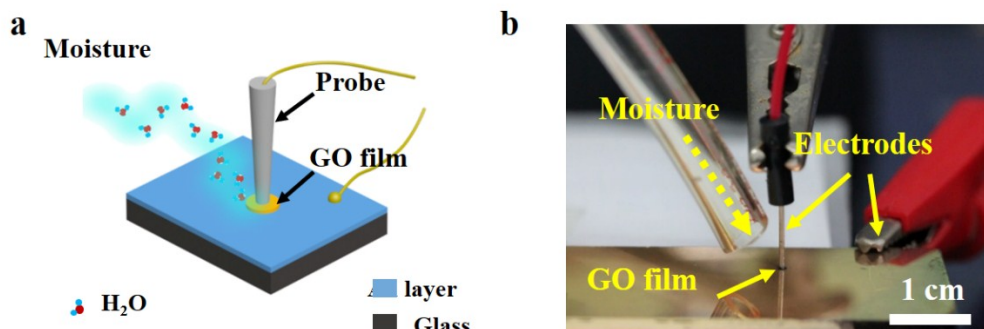 a
Moisture
Probe
GO film
H₂O
layer
Glass
b
Moisture
Electrodes
GO film
1 cm